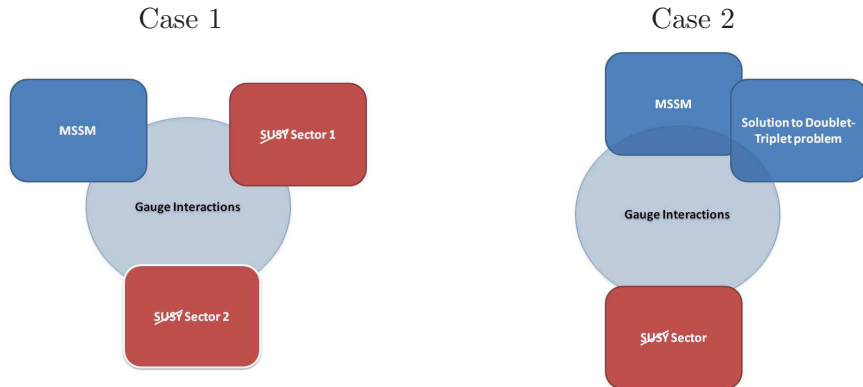 Case 1
Case 2
MSSM
SUSY Sector 1
Gauge Interactions
SUSY Sector 2
MSSM
Solution to Doublet-
Triplet problem
Gauge Interactions
SUSY Sector